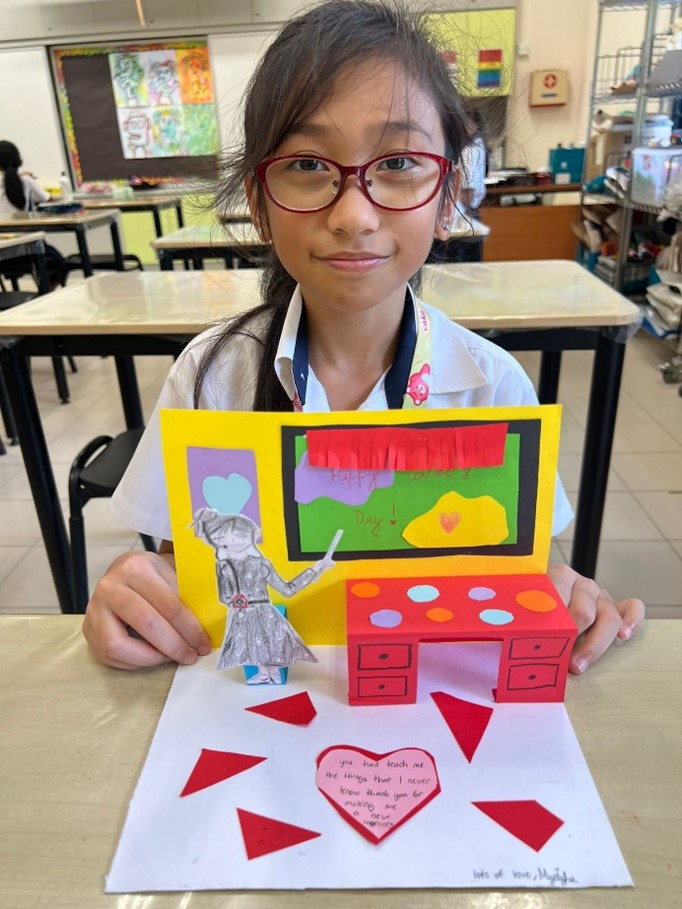 Happy Teachers
Day!
you had teach me
the things that I never
know thank you for
making me
a new
lots of love,